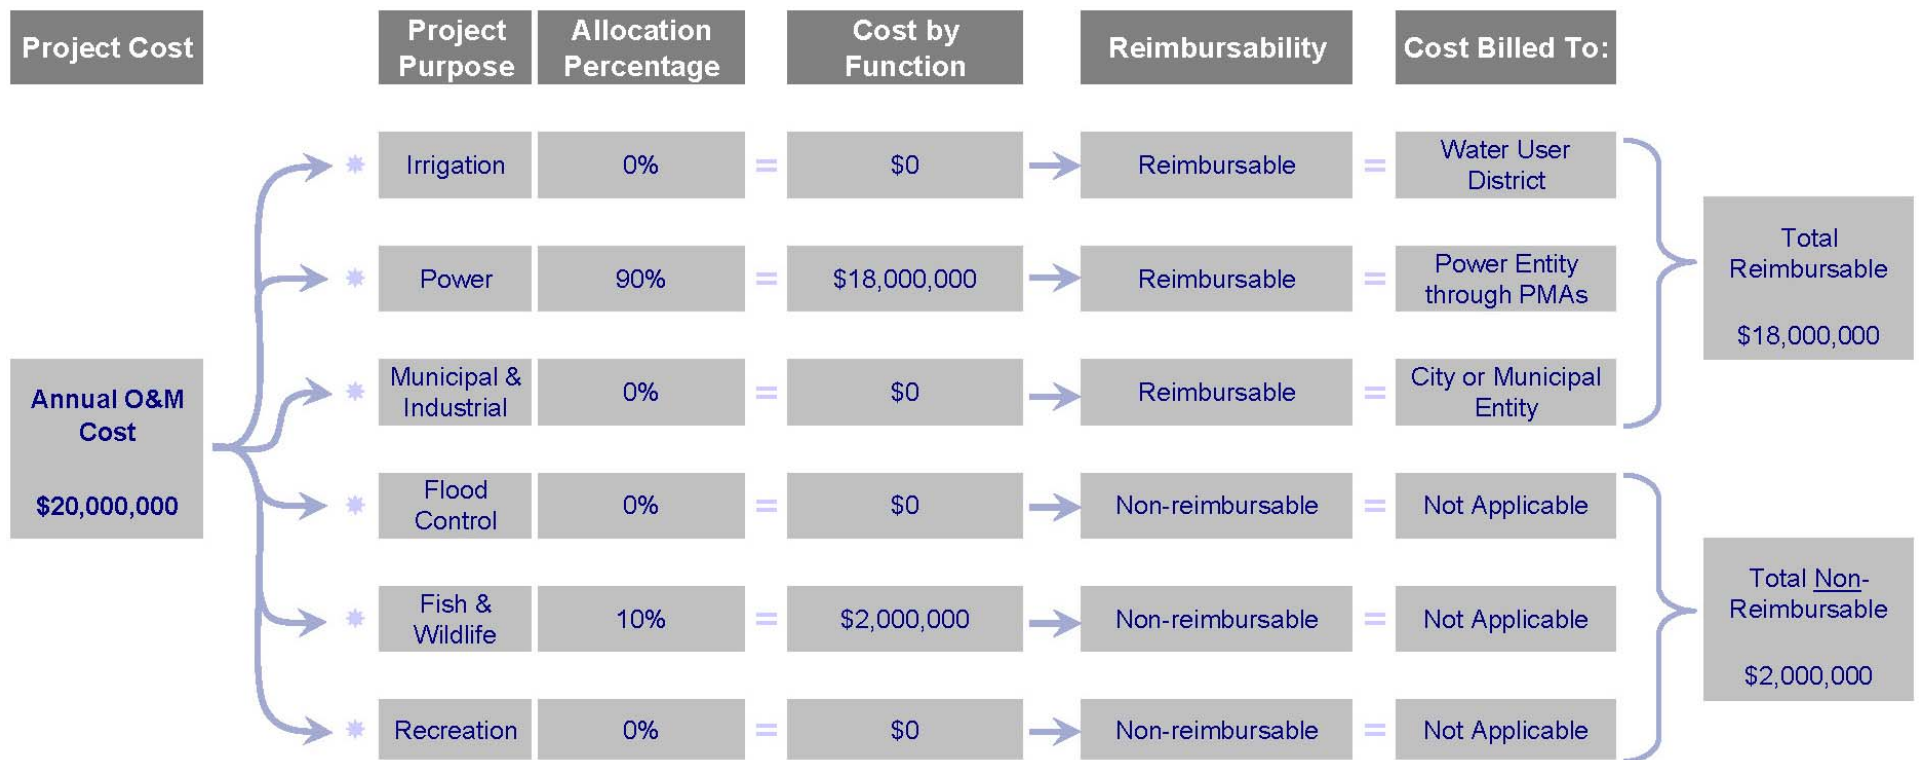 Project Cost
Project
Purpose
Allocation
Percentage
Cost by
Function
Reimbursability
Cost Billed To:
Irrigation
0%
=
$0
Reimbursable
=
Water User
District
Power
90%
=
$18,000,000
Reimbursable
=
Power Entity
through PMAs
Municipal &
Industrial
0%
=
$0
Reimbursable
=
City or Municipal
Entity
Total
Reimbursable
$18,000,000
Annual O&M
Cost
$20,000,000
Flood
Control
0%
=
$0
Non-reimbursable
=
Not Applicable
Fish &
Wildlife
10%
=
$2,000,000
Non-reimbursable
=
Not Applicable
Recreation
0%
=
$0
Non-reimbursable
=
Not Applicable
Total Non-
Reimbursable
$2,000,000